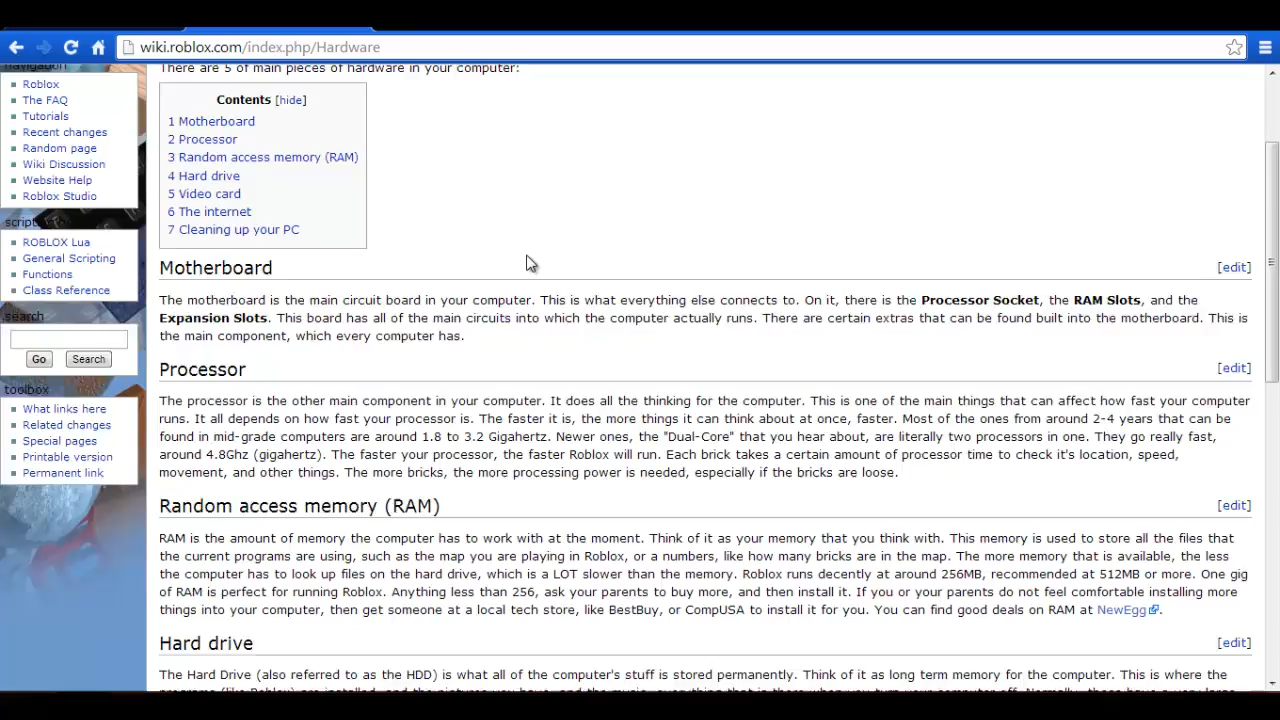 wiki.roblox.com/index.php/Hardware
navigation
Roblox
The FAQ
Tutorials
Recent changes
Random page
Wiki Discussion
Website Help
Roblox Studio
ROBLOX Lua
General Scripting
Functions
Class Reference
search
Go Search
toolbox
What links here
Related changes
Special pages
Printable version
Permanent link
There are 5 of main pieces of hardware in your computer:
Contents [hide]
1 Motherboard
2 Processor
3 Random access memory (RAM)
4 Hard drive
5 Video card
6 The internet
7 Cleaning up your PC
Motherboard [edit]
The motherboard is the main circuit board in your computer. This is what everything else connects to. On it, there is the Processor Socket, the RAM Slots, and the
Expansion Slots. This board has all of the main circuits into which the computer actually runs. There are certain extras that can be found built into the motherboard. This is
the main component, which every computer has.
Processor [edit]
The processor is the other main component in your computer. It does all the thinking for the computer. This is one of the main things that can affect how fast your computer
runs. It all depends on how fast your processor is. The faster it is, the more things it can think about at once, faster. Most of the ones from around 2-4 years that can be
found in mid-grade computers are around 1.8 to 3.2 Gigahertz. Newer ones, the "Dual-Core" that you hear about, are literally two processors in one. They go really fast,
around 4.8Ghz (gigahertz). The faster your processor, the faster Roblox will run. Each brick takes a certain amount of processor time to check it's location, speed,
movement, and other things. The more bricks, the more processing power is needed, especially if the bricks are loose.
Random access memory (RAM) [edit]
RAM is the amount of memory the computer has to work with at the moment. Think of it as your memory that you think with. This memory is used to store all the files that
the current programs are using, such as the map you are playing in Roblox, or a numbers, like how many bricks are in the map. The more memory that is available, the less
the computer has to look up files on the hard drive, which is a LOT slower than the memory. Roblox runs decently at around 256MB, recommended at 512MB or more. One gig
of RAM is perfect for running Roblox. Anything less than 256, ask your parents to buy more, and then install it. If you or your parents do not feel comfortable installing more
things into your computer, then get someone at a local tech store, like BestBuy, or CompUSA to install it for you. You can find good deals on RAM at NewEgg.
Hard drive [edit]
The Hard Drive (also referred to as the HDD) is what all of the computer's stuff is stored permanently. Think of it as long term memory for the computer. This is where the